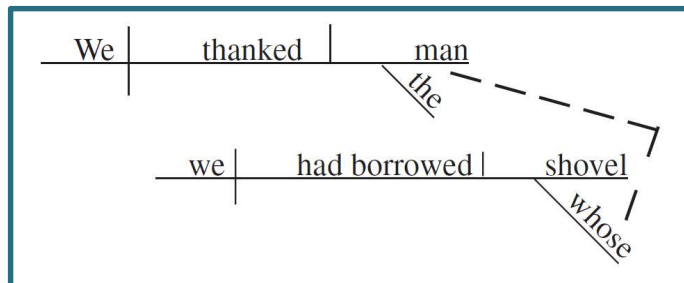 We thanked man
the
we had borrowed shovel
whose